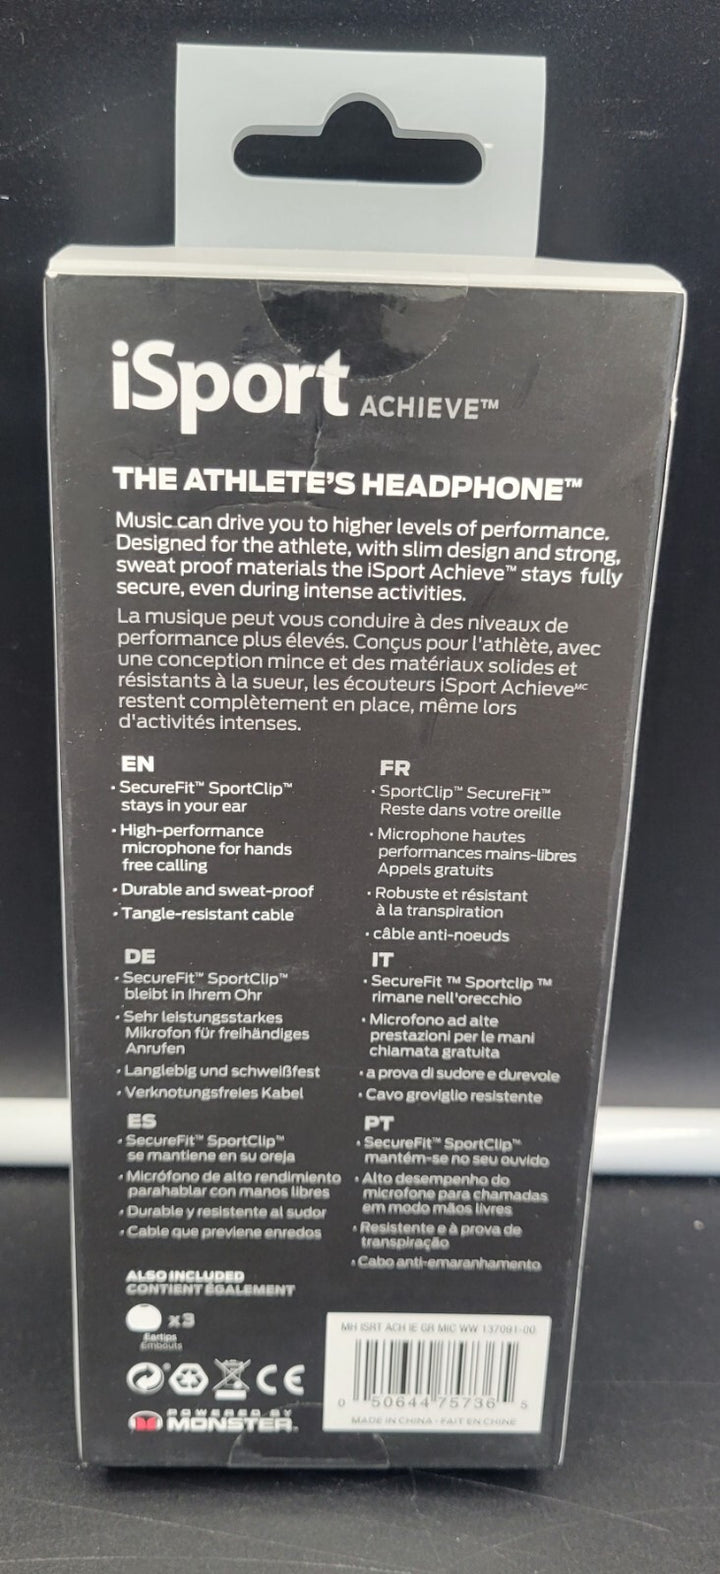 iSport ACHIEVE™
THE ATHLETE'S HEADPHONE™
Music can drive you to higher levels of performance.
Designed for the athlete, with slim design and strong,
sweat proof materials the iSport Achieve™ stays fully
secure, even during intense activities.
La musique peut vous conduire à des niveaux de
performance plus élevés. Conçus pour l'athlète, avec
une conception mince et des matériaux solides et
résistants à la sueur, les écouteurs iSport Achieveᴹᶜ
restent complètement en place, même lors
d'activités intenses.
EN
· SecureFit™ SportClip™
stays in your ear
· High-performance
microphone for hands
free calling
· Durable and sweat-proof
· Tangle-resistant cable
FR
· SportClip™ SecureFit™
Reste dans votre oreille
· Microphone hautes
performances mains-libres
Appels gratuits
· Robuste et résistant
à la transpiration
· câble anti-noeuds
DE
· SecureFit™ SportClip™
bleibt in Ihrem Ohr
· Sehr leistungsstarkes
Mikrofon für freihändiges
Anrufen
· Langlebig und schweißfest
· Verknotungsfreies Kabel
IT
· SecureFit ™ Sportclip ™
rimane nell'orecchio
· Microfono ad alte
prestazioni per le mani
chiamata gratuita
· a prova di sudore e durevole
· Cavo groviglio resistente
ES
· SecureFit™ SportClip™
se mantiene en su oreja
· Micrófono de alto rendimiento
parahablar con manos libres
· Durable y resistente al sudor
· Cable que previene enredos
PT
· SecureFit™ SportClip™
mantém-se no seu ouvido
· Alto desempenho do
microfone para chamadas
em modo mãos livres
· Resistente e à prova de
transpiração
· Cabo anti-emaranhamento
ALSO INCLUDED
CONTIENT ÉGALEMENT
x3
Eartips
Embouts
CE
POWERED BY
MONSTER
MH ISRT ACH IE GR MIC WW 137091-00
0 50644 75736 5
MADE IN CHINA · FAIT EN CHINE